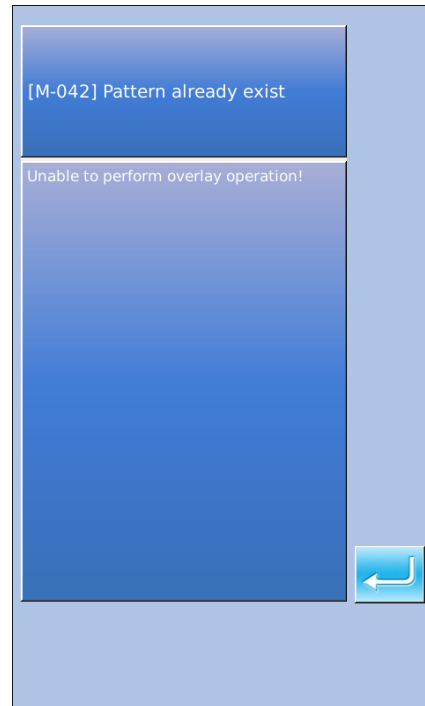 [M-042] Pattern already exist
Unable to perform overlay operation!